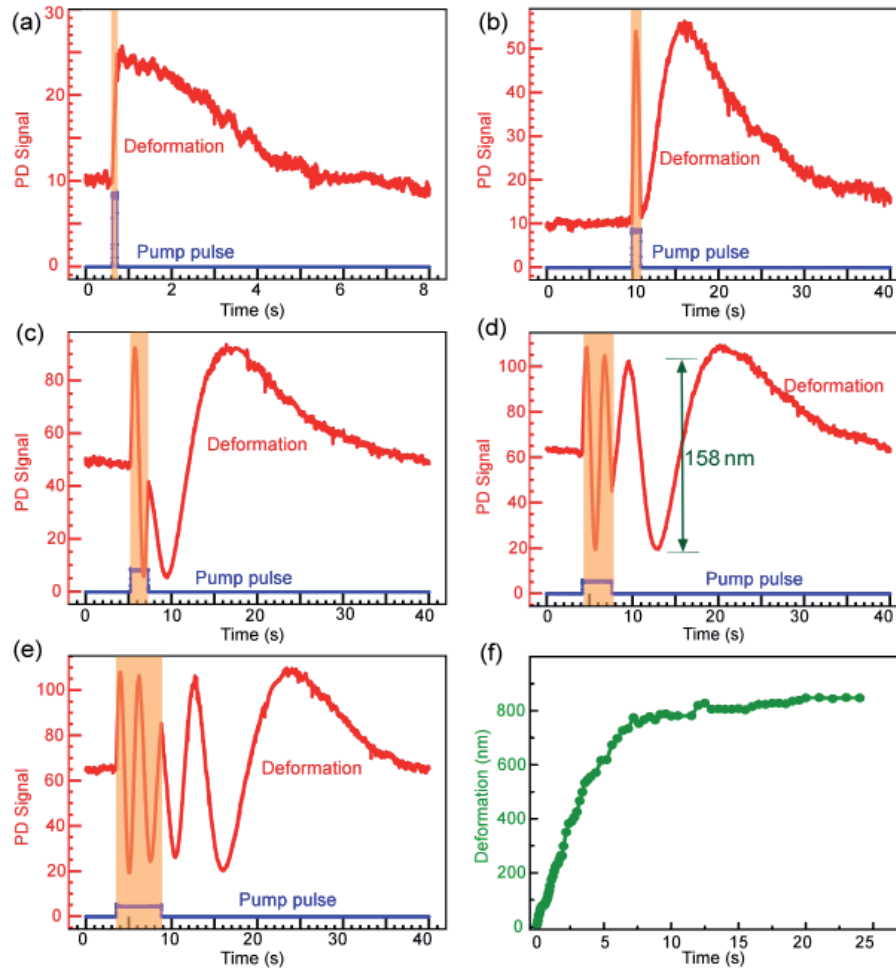 (a)
30
20
10
0
PD Signal
Deformation
Pump pulse
0 2 4 6 8
Time (s)
(b)
50
40
30
20
10
0
PD Signal
Deformation
Pump pulse
0 10 20 30 40
Time (s)
(c)
80
60
40
20
0
PD SIgnal
Deformation
Pump pulse
0 10 20 30 40
Time (s)
(d)
100
80
60
40
20
0
PD Signal
Deformation
158 nm
Pump pulse
0 10 20 30 40
Time (s)
(e)
100
80
60
40
20
0
PD Signal
Deformation
Pump pulse
0 10 20 30 40
Time (s)
(f)
800
600
400
200
0
Deformation (nm)
0 5 10 15 20 25
Time (s)